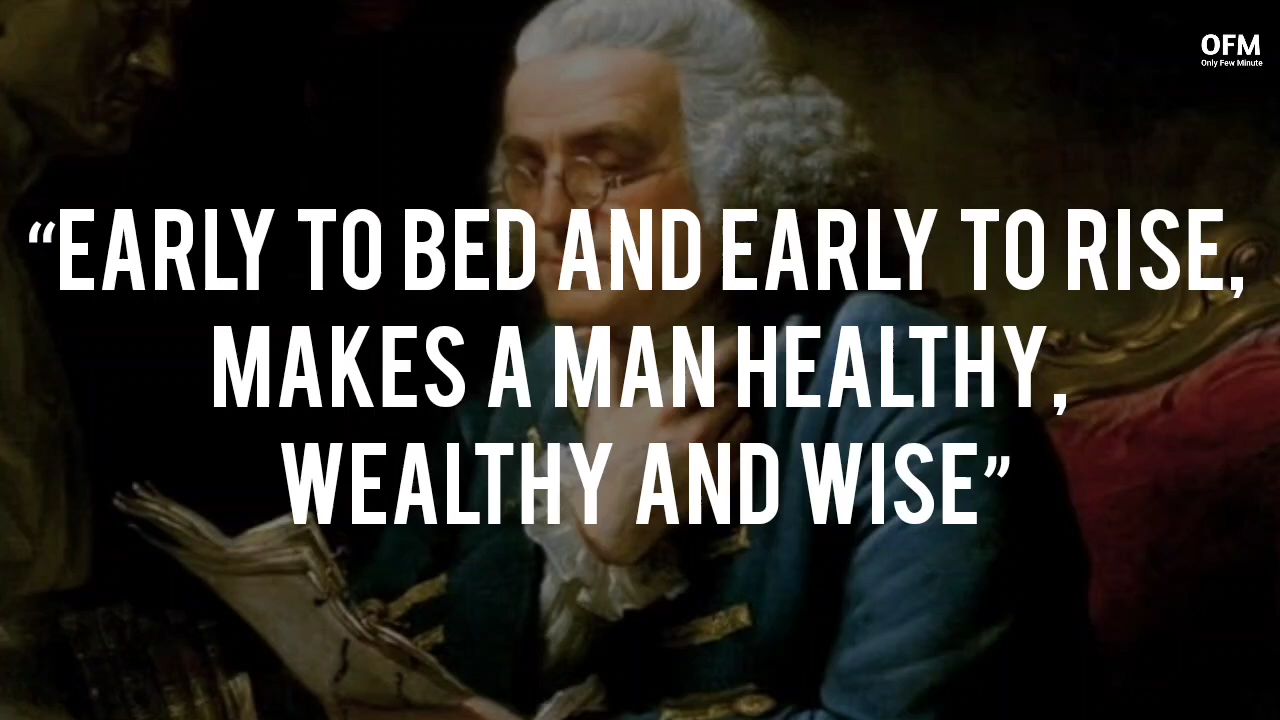 OFM
Only Few Minute
“EARLY TO BED AND EARLY TO RISE,
MAKES A MAN HEALTHY,
WEALTHY AND WISE”